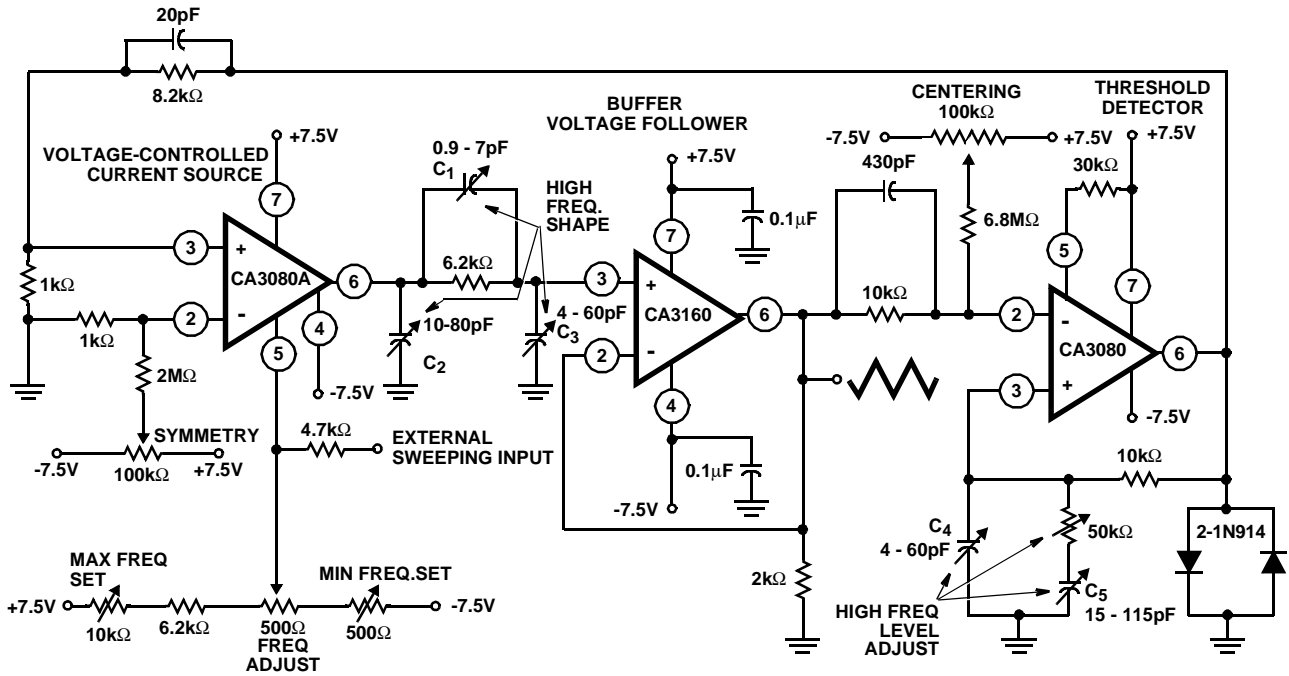 20pF
8.2kΩ
+7.5V
VOLTAGE-CONTROLLED
CURRENT SOURCE
7
3
+
CA3080A
6
1kΩ
2
-
1kΩ
4
5
2MΩ
-7.5V
SYMMETRY
-7.5V
+7.5V
100kΩ
4.7kΩ
EXTERNAL
SWEEPING INPUT
MAX FREQ
SET
+7.5V
10kΩ
6.2kΩ
500Ω
FREQ
ADJUST
MIN FREQ.SET
500Ω
-7.5V
0.9 - 7pF
C1
HIGH
FREQ.
SHAPE
6.2kΩ
10-80pF
C2
4 - 60pF
C3
BUFFER
VOLTAGE FOLLOWER
+7.5V
0.1μF
7
3
+
CA3160
6
2
-
4
0.1μF
-7.5V
2kΩ
CENTERING
100kΩ
-7.5V
+7.5V
430pF
6.8MΩ
10kΩ
THRESHOLD
DETECTOR
+7.5V
30kΩ
5
7
2
-
CA3080
6
3
+
-7.5V
10kΩ
C4
4 - 60pF
50kΩ
C5
15 - 115pF
HIGH FREQ
LEVEL
ADJUST
2-1N914